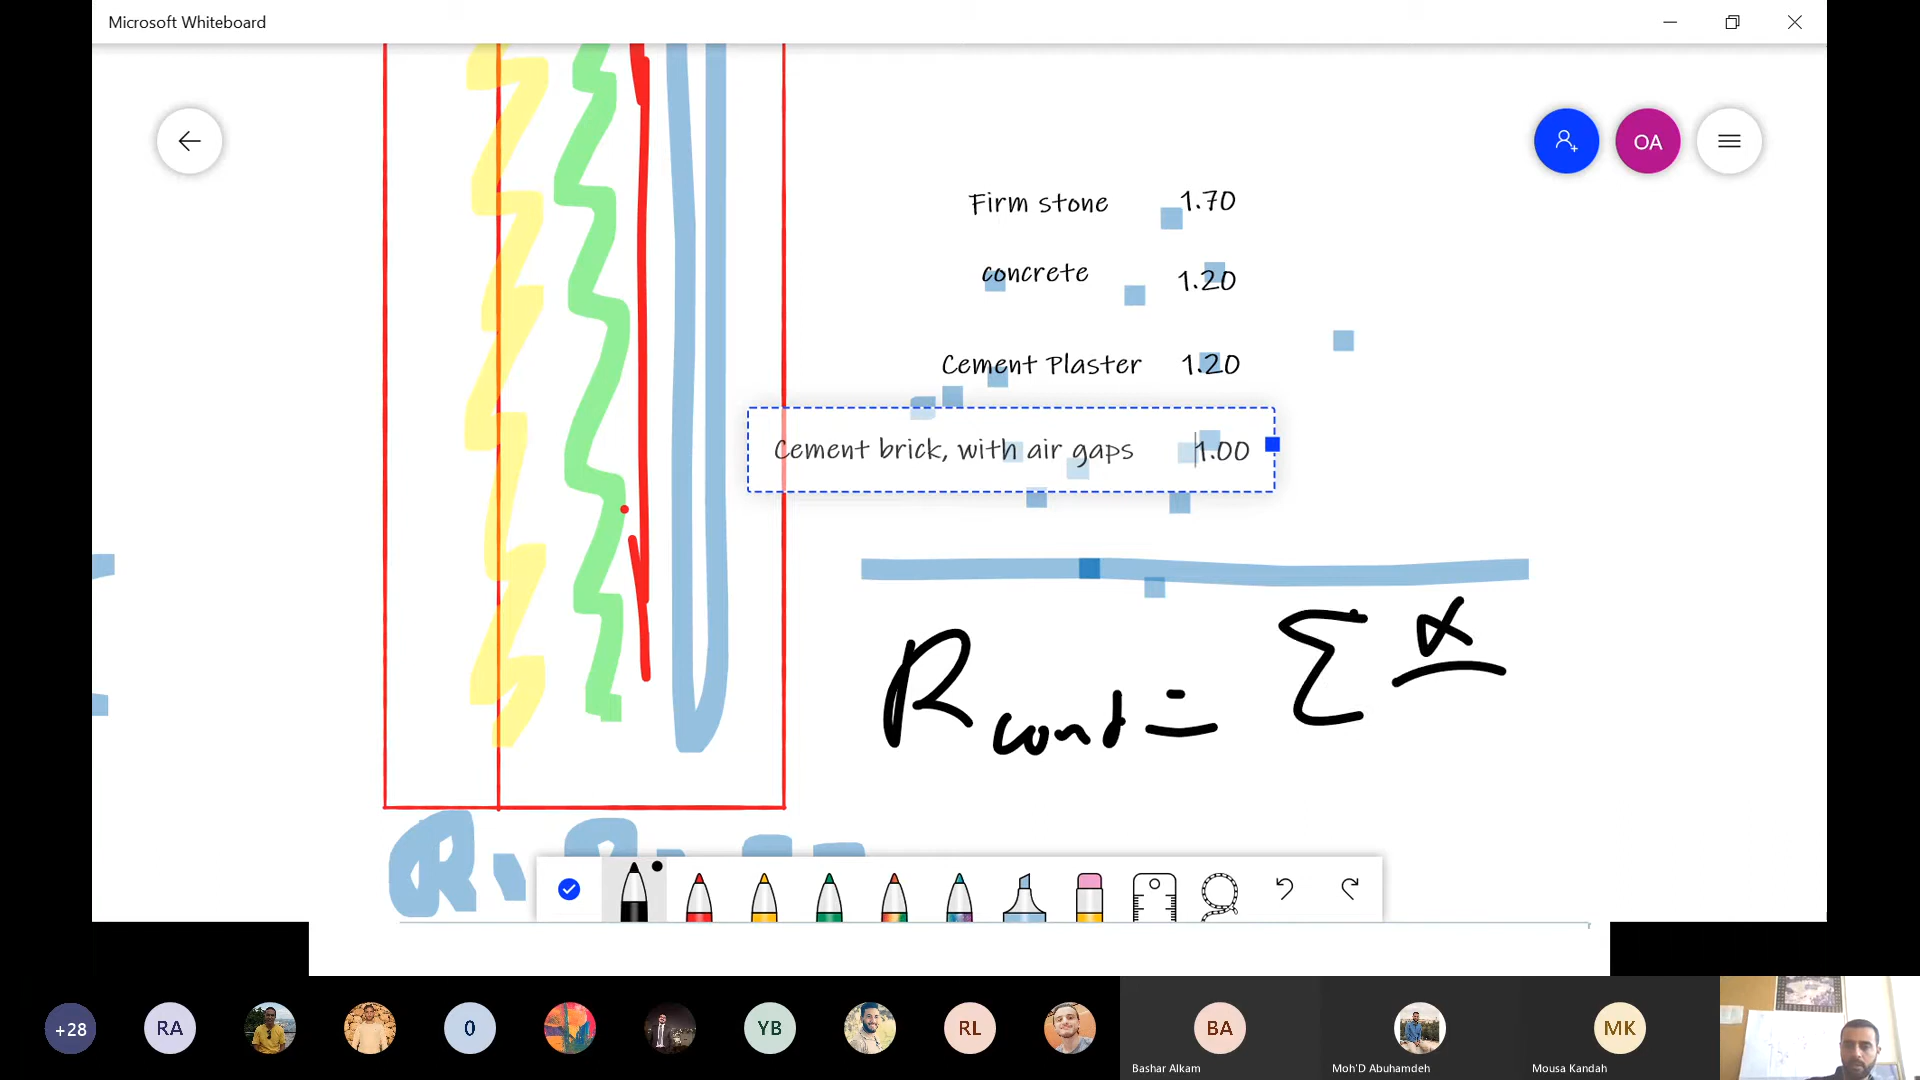 Microsoft Whiteboard
OA
Firm stone 1.70
concrete 1.20
Cement Plaster 1.20
Cement brick, with air gaps 1.00
R cond = Σ x
+28
RA
0
YB
RL
BA
MK
Bashar Alkam
Moh'D Abuhamdeh
Mousa Kandah